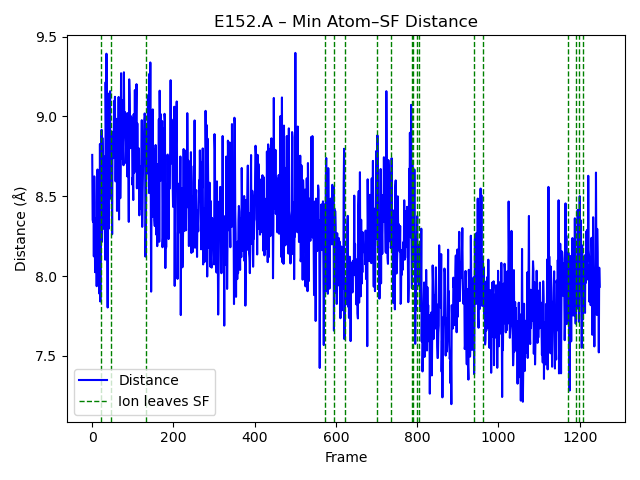 E152.A – Min Atom–SF Distance
9.5
9.0
8.5
8.0
7.5
Distance (Å)
Distance
Ion leaves SF
0 200 400 600 800 1000 1200
Frame